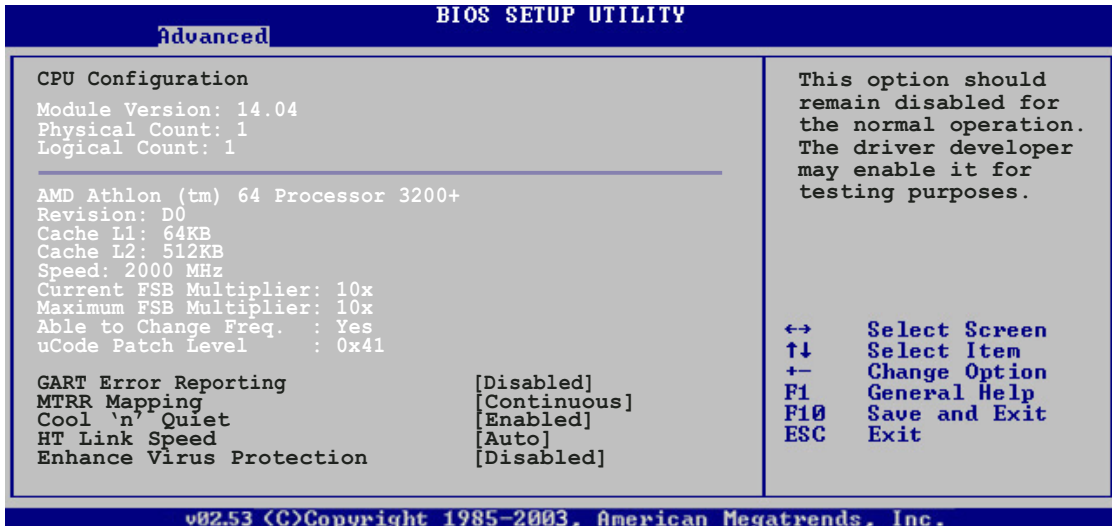 BIOS SETUP UTILITY
Advanced
CPU Configuration
Module Version: 14.04
Physical Count: 1
Logical Count: 1
AMD Athlon (tm) 64 Processor 3200+
Revision: D0
Cache L1: 64KB
Cache L2: 512KB
Speed: 2000 MHz
Current FSB Multiplier: 10x
Maximum FSB Multiplier: 10x
Able to Change Freq. : Yes
uCode Patch Level : 0x41
GART Error Reporting [Disabled]
MTRR Mapping [Continuous]
Cool ‘n’ Quiet [Enabled]
HT Link Speed [Auto]
Enhance Virus Protection [Disabled]
This option should
remain disabled for
the normal operation.
The driver developer
may enable it for
testing purposes.
←→ Select Screen
↑↓ Select Item
+- Change Option
F1 General Help
F10 Save and Exit
ESC Exit
v02.53 (C)Copyright 1985-2003, American Megatrends, Inc.